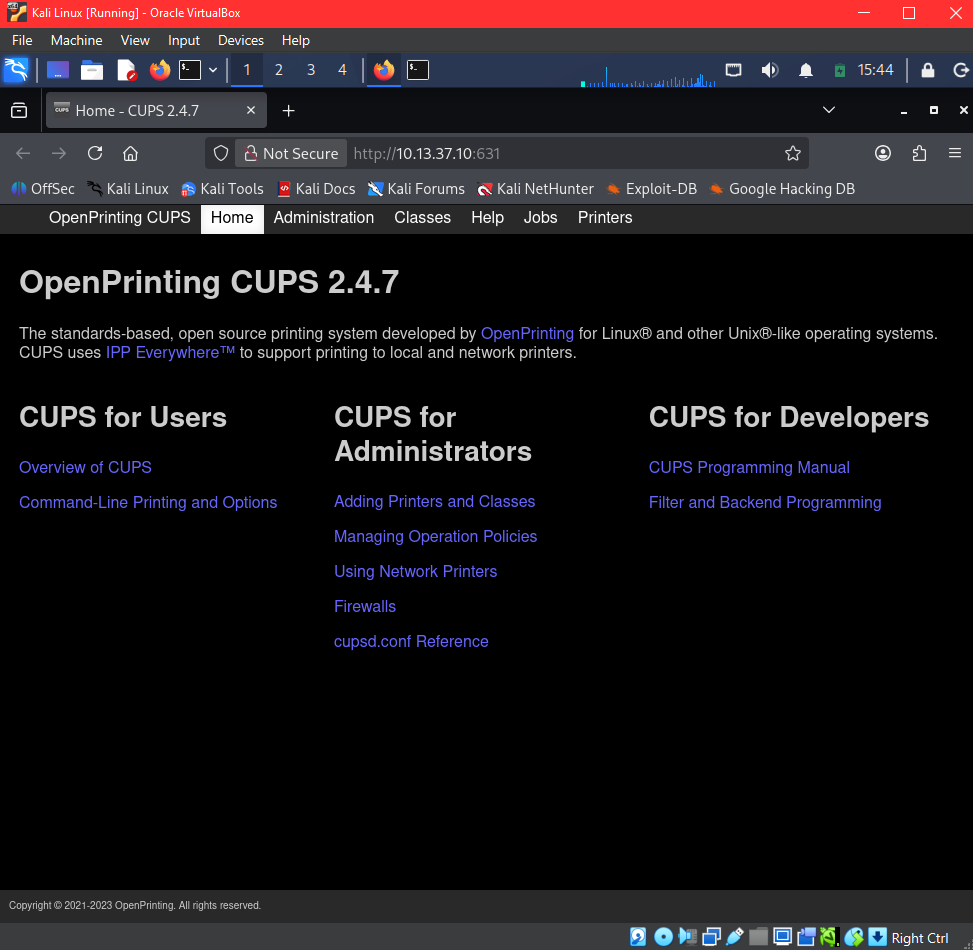 Kali Linux [Running] - Oracle VirtualBox
File Machine View Input Devices Help
1 2 3 4 15:44
Home - CUPS 2.4.7
Not Secure http://10.13.37.10:631
OffSec Kali Linux Kali Tools Kali Docs Kali Forums Kali NetHunter Exploit-DB Google Hacking DB
OpenPrinting CUPS Home Administration Classes Help Jobs Printers
OpenPrinting CUPS 2.4.7
The standards-based, open source printing system developed by OpenPrinting for Linux® and other Unix®-like operating systems.
CUPS uses IPP Everywhere™ to support printing to local and network printers.
CUPS for Users
Overview of CUPS
Command-Line Printing and Options
CUPS for
Administrators
Adding Printers and Classes
Managing Operation Policies
Using Network Printers
Firewalls
cupsd.conf Reference
CUPS for Developers
CUPS Programming Manual
Filter and Backend Programming
Copyright © 2021-2023 OpenPrinting. All rights reserved.
Right Ctrl